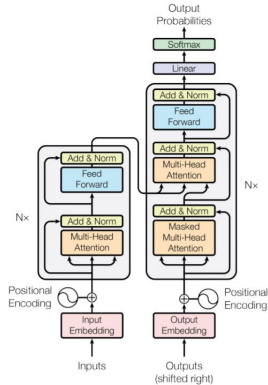 Output
Probabilities
Softmax
Linear
Add & Norm
Feed
Forward
Add & Norm
Multi-Head
Attention
Add & Norm
Masked
Multi-Head
Attention
N×
Add & Norm
Feed
Forward
Add & Norm
Multi-Head
Attention
N×
Positional
Encoding
Input
Embedding
Inputs
Positional
Encoding
Output
Embedding
Outputs
(shifted right)